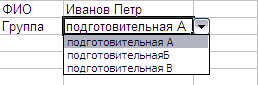 ФИО Иванов Петр
Группа подготовительная А
подготовительная А
подготовительнаяБ
подготовительная В